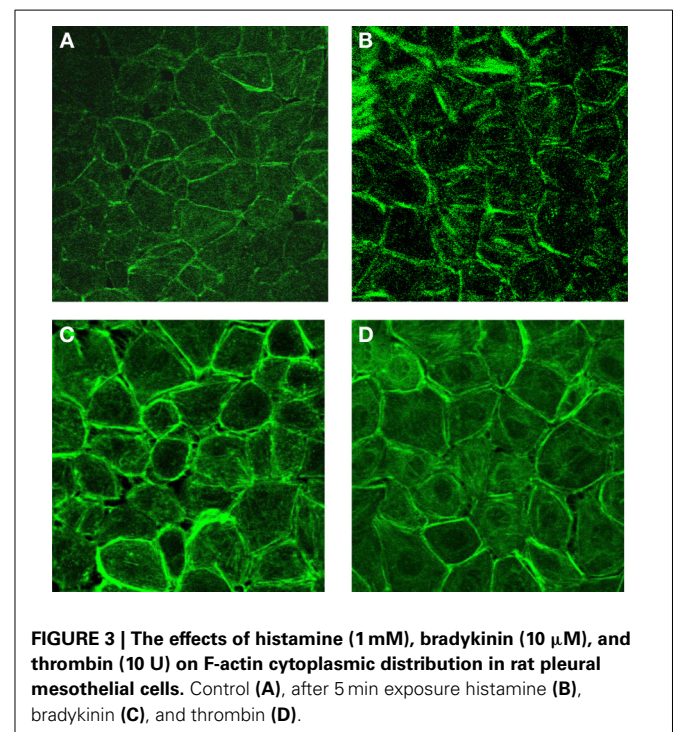 A
B
C
D
FIGURE 3 | The effects of histamine (1 mM), bradykinin (10 μM), and
thrombin (10 U) on F-actin cytoplasmic distribution in rat pleural
mesothelial cells. Control (A), after 5 min exposure histamine (B),
bradykinin (C), and thrombin (D).